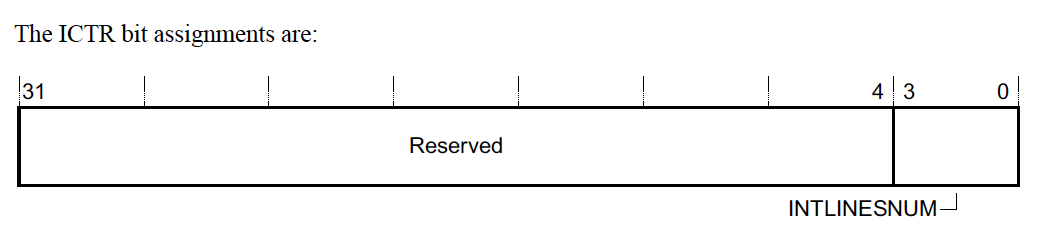 The ICTR bit assignments are:
31 4 3 0
Reserved
INTLINESNUM